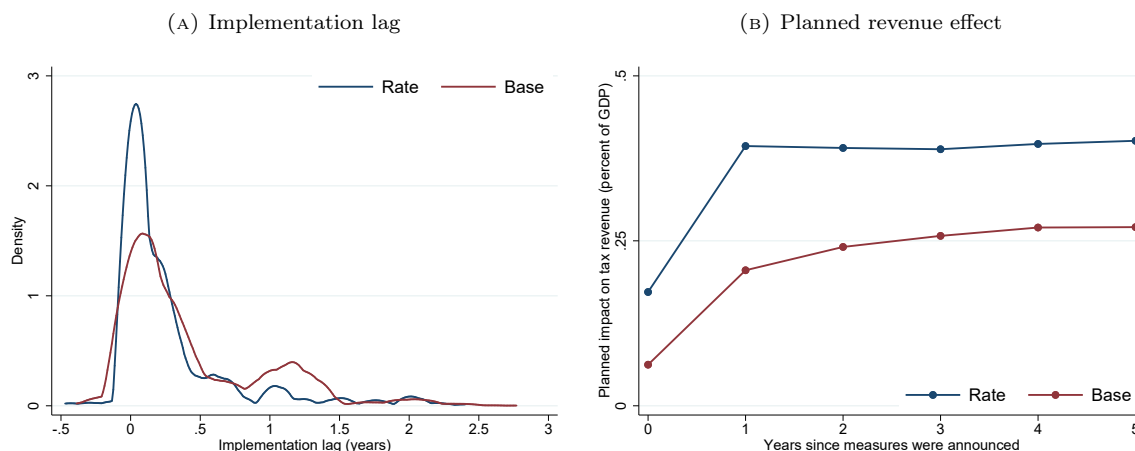 (A) Implementation lag
3
2
1
0
Density
-.5 0 .5 1 1.5 2 2.5 3
Implementation lag (years)
Rate Base
(B) Planned revenue effect
.5
.25
0
Planned impact on tax revenue (percent of GDP)
0 1 2 3 4 5
Years since measures were announced
Rate Base